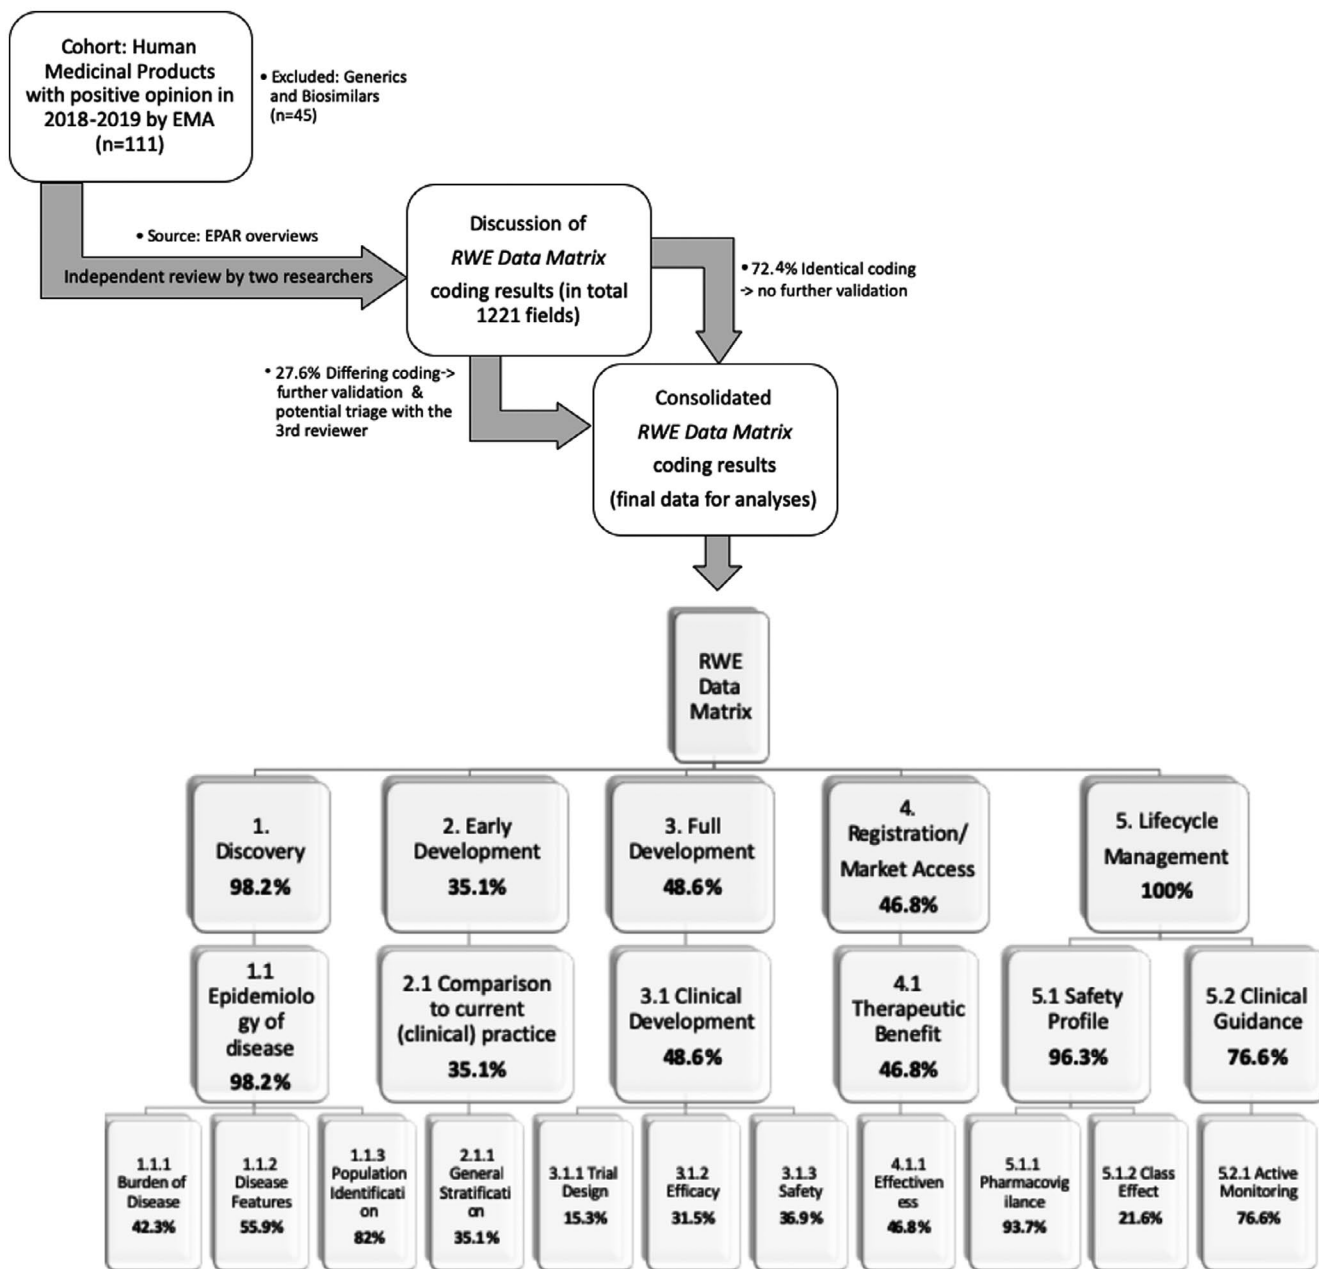 Cohort: Human
Medicinal Products
with positive opinion in
2018-2019 by EMA
(n=111)
• Excluded: Generics
and Biosimilars
(n=45)
• Source: EPAR overviews
Independent review by two researchers
Discussion of
RWE Data Matrix
coding results (in total
1221 fields)
• 72.4% Identical coding
-> no further validation
• 27.6% Differing coding->
further validation &
potential triage with the
3rd reviewer
Consolidated
RWE Data Matrix
coding results
(final data for analyses)
RWE
Data
Matrix
1.
Discovery
98.2%
2. Early
Development
35.1%
3. Full
Development
48.6%
4.
Registration/
Market Access
46.8%
5. Lifecycle
Management
100%
1.1
Epidemiolo
gy of
disease
98.2%
2.1 Comparison
to current
(clinical) practice
35.1%
3.1 Clinical
Development
48.6%
4.1
Therapeutic
Benefit
46.8%
5.1 Safety
Profile
96.3%
5.2 Clinical
Guidance
76.6%
1.1.1
Burden of
Disease
42.3%
1.1.2
Disease
Features
55.9%
1.1.3
Population
Identificati
on
82%
2.1.1
General
Stratificati
on
35.1%
3.1.1 Trial
Design
15.3%
3.1.2
Efficacy
31.5%
3.1.3
Safety
36.9%
4.1.1
Effectiven
ess
46.8%
5.1.1
Pharmacovig
ilance
93.7%
5.1.2 Class
Effect
21.6%
5.2.1 Active
Monitoring
76.6%